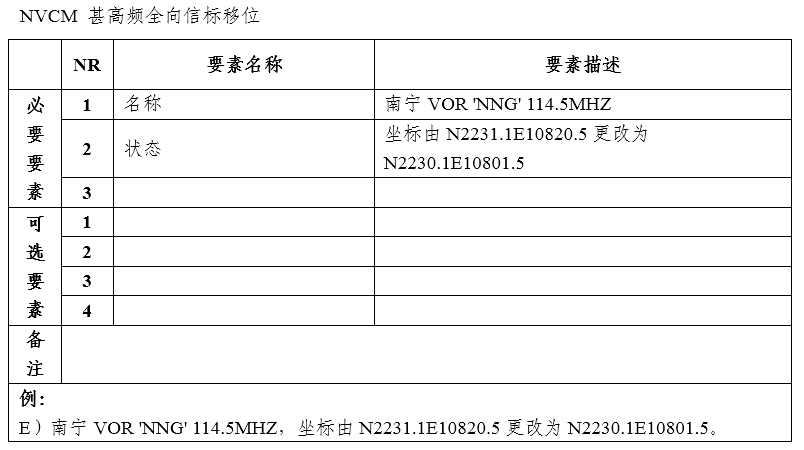 NVCM 甚高频全向信标移位
NR 要素名称 要素描述
必要要素
1 名称 南宁 VOR 'NNG' 114.5MHZ
2 状态 坐标由 N2231.1E10820.5 更改为
N2230.1E10801.5
3
可选要素
1
2
3
4
备注
例：
E）南宁 VOR 'NNG' 114.5MHZ，坐标由 N2231.1E10820.5 更改为 N2230.1E10801.5。